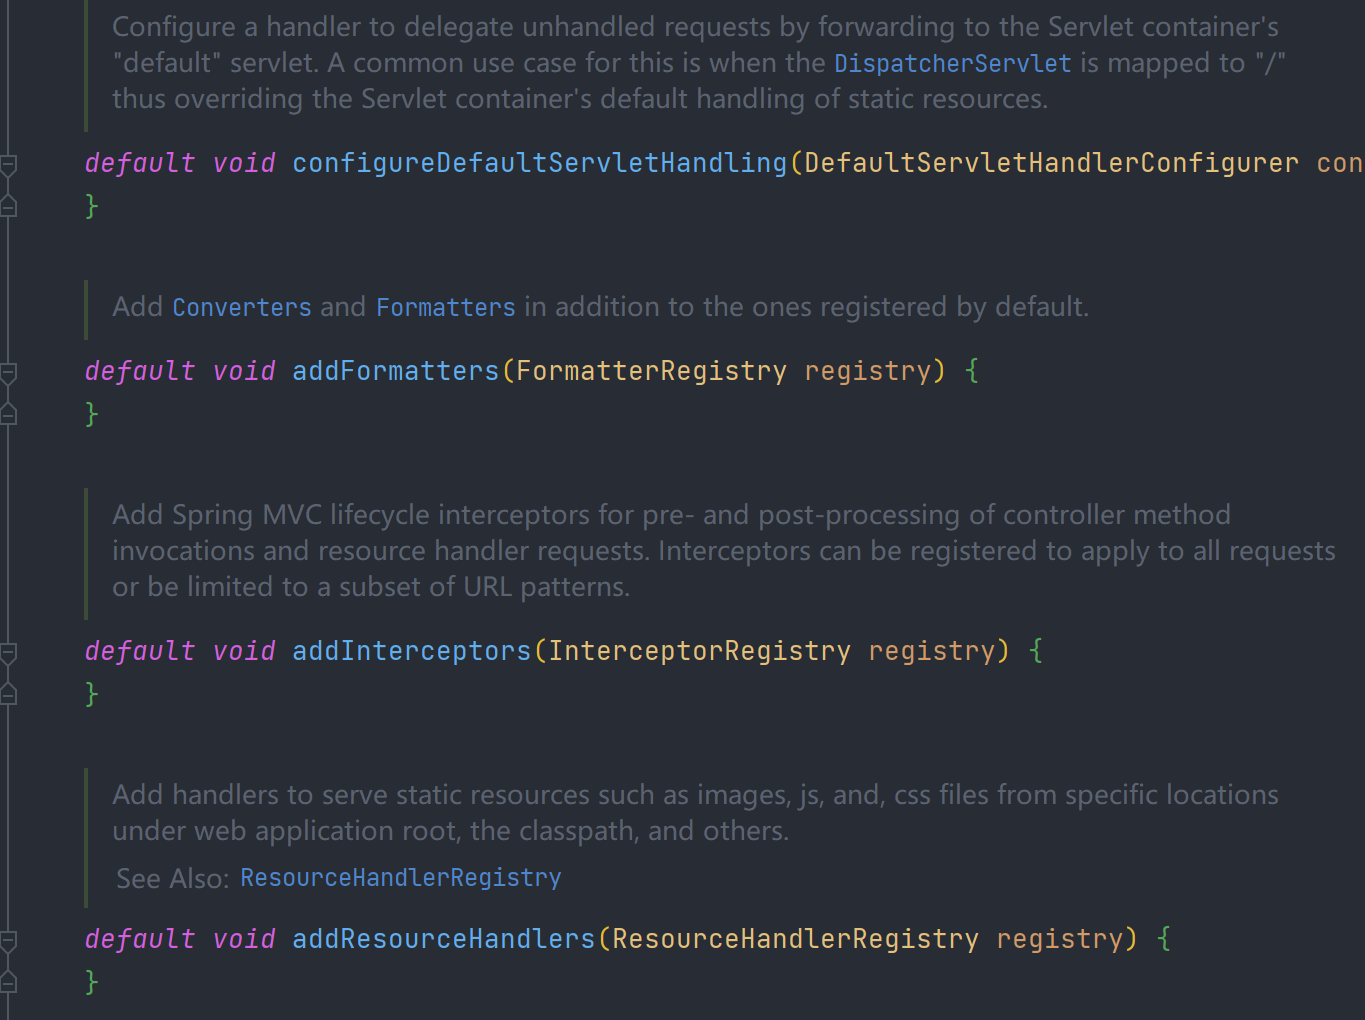 Configure a handler to delegate unhandled requests by forwarding to the Servlet container's
"default" servlet. A common use case for this is when the DispatcherServlet is mapped to "/"
thus overriding the Servlet container's default handling of static resources.
default void configureDefaultServletHandling(DefaultServletHandlerConfigurer con
}
Add Converters and Formatters in addition to the ones registered by default.
default void addFormatters(FormatterRegistry registry) {
}
Add Spring MVC lifecycle interceptors for pre- and post-processing of controller method
invocations and resource handler requests. Interceptors can be registered to apply to all requests
or be limited to a subset of URL patterns.
default void addInterceptors(InterceptorRegistry registry) {
}
Add handlers to serve static resources such as images, js, and, css files from specific locations
under web application root, the classpath, and others.
See Also: ResourceHandlerRegistry
default void addResourceHandlers(ResourceHandlerRegistry registry) {
}